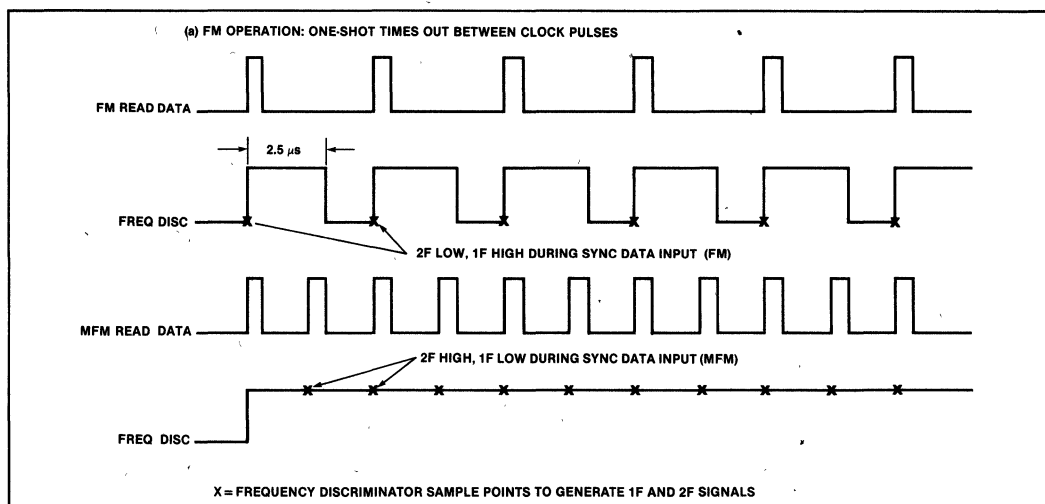 (a) FM OPERATION: ONE-SHOT TIMES OUT BETWEEN CLOCK PULSES
FM READ DATA
2.5 μs
FREQ DISC
X X X X X X
2F LOW, 1F HIGH DURING SYNC DATA INPUT (FM)
MFM READ DATA
2F HIGH, 1F LOW DURING SYNC DATA INPUT (MFM)
X X X X X X X X X X
FREQ DISC
X = FREQUENCY DISCRIMINATOR SAMPLE POINTS TO GENERATE 1F AND 2F SIGNALS